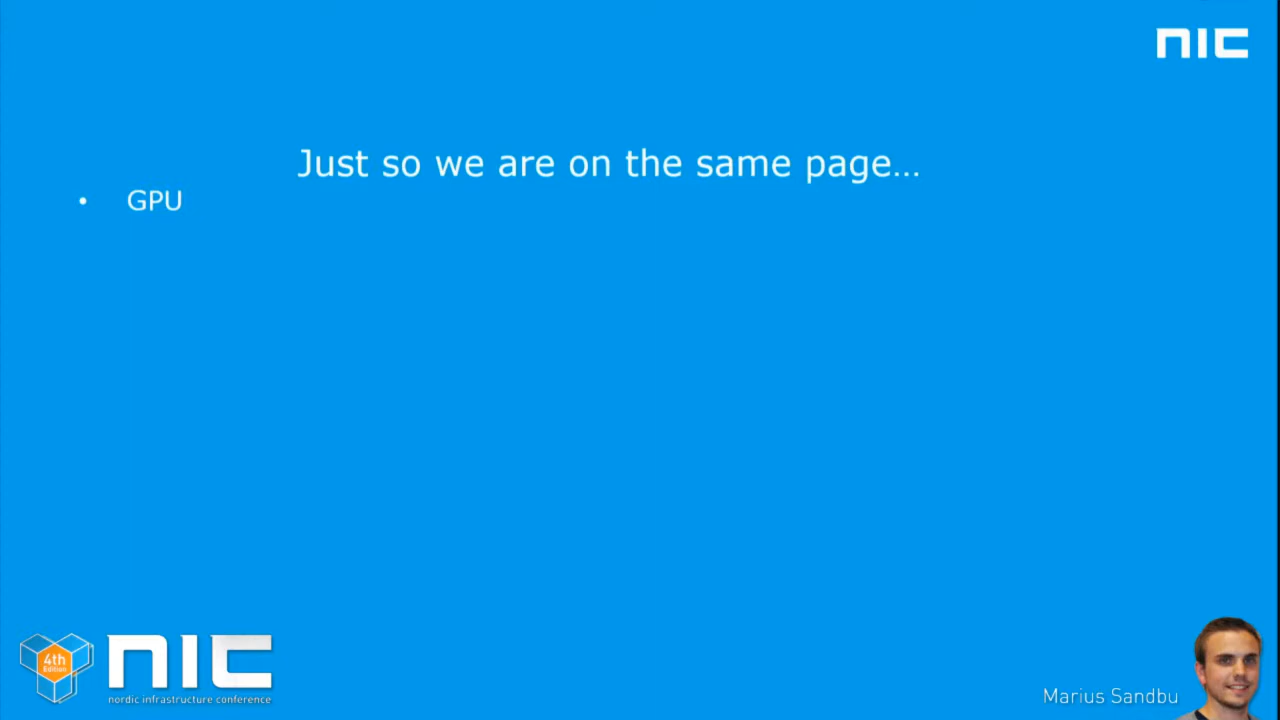 nic
Just so we are on the same page…
• GPU
4th
Edition
nic
nordic infrastructure conference
Marius Sandbu